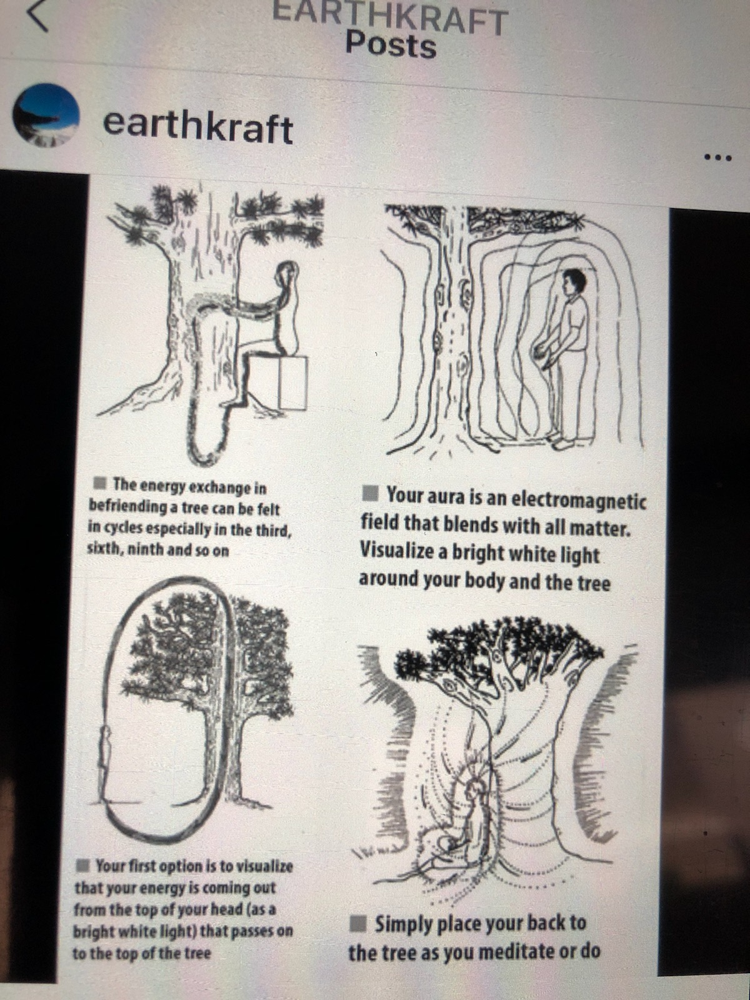 EARTHKRAFT
Posts
earthkraft
The energy exchange in
befriending a tree can be felt
in cycles especially in the third,
sixth, ninth and so on
Your aura is an electromagnetic
field that blends with all matter.
Visualize a bright white light
around your body and the tree
Your first option is to visualize
that your energy is coming out
from the top of your head (as a
bright white light) that passes on
to the top of the tree
Simply place your back to
the tree as you meditate or do